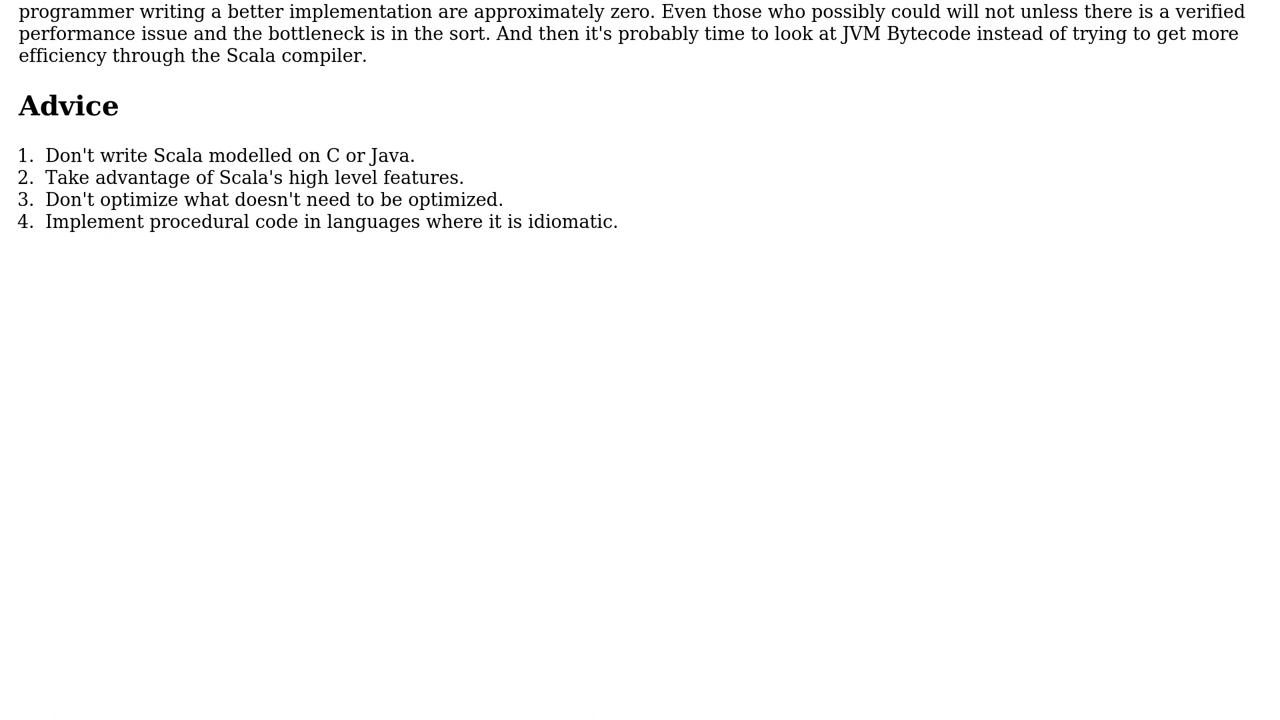 programmer writing a better implementation are approximately zero. Even those who possibly could will not unless there is a verified
performance issue and the bottleneck is in the sort. And then it's probably time to look at JVM Bytecode instead of trying to get more
efficiency through the Scala compiler.
Advice
1. Don't write Scala modelled on C or Java.
2. Take advantage of Scala's high level features.
3. Don't optimize what doesn't need to be optimized.
4. Implement procedural code in languages where it is idiomatic.